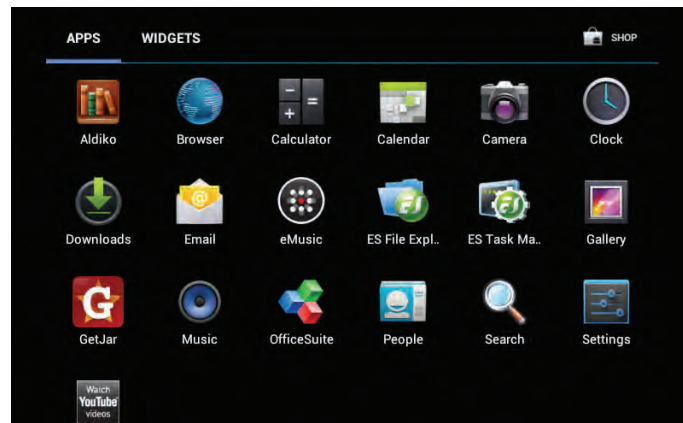 APPS WIDGETS SHOP
Aldiko Browser Calculator Calendar Camera Clock
Downloads Email eMusic ES File Expl.. ES Task Ma.. Gallery
G
GetJar Music OfficeSuite People Search Settings
Watch
YouTube
videos